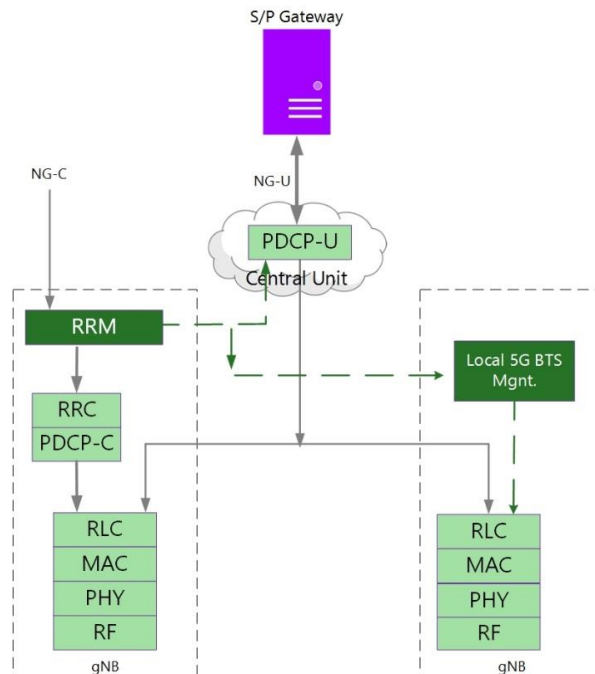 S/P Gateway
NG-C
NG-U
PDCP-U
Central Unit
RRM
Local 5G BTS
Mgnt.
RRC
PDCP-C
RLC
MAC
PHY
RF
gNB
RLC
MAC
PHY
RF
gNB